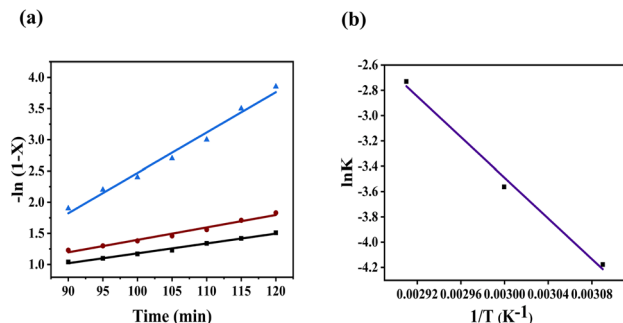 (a)
(b)
-ln (1-X)
4.0
3.5
3.0
2.5
2.0
1.5
1.0
90 95 100 105 110 115 120
Time (min)
lnK
-2.6
-2.8
-3.0
-3.2
-3.4
-3.6
-3.8
-4.0
-4.2
0.00292 0.00296 0.00300 0.00304 0.00308
1/T (K-1)